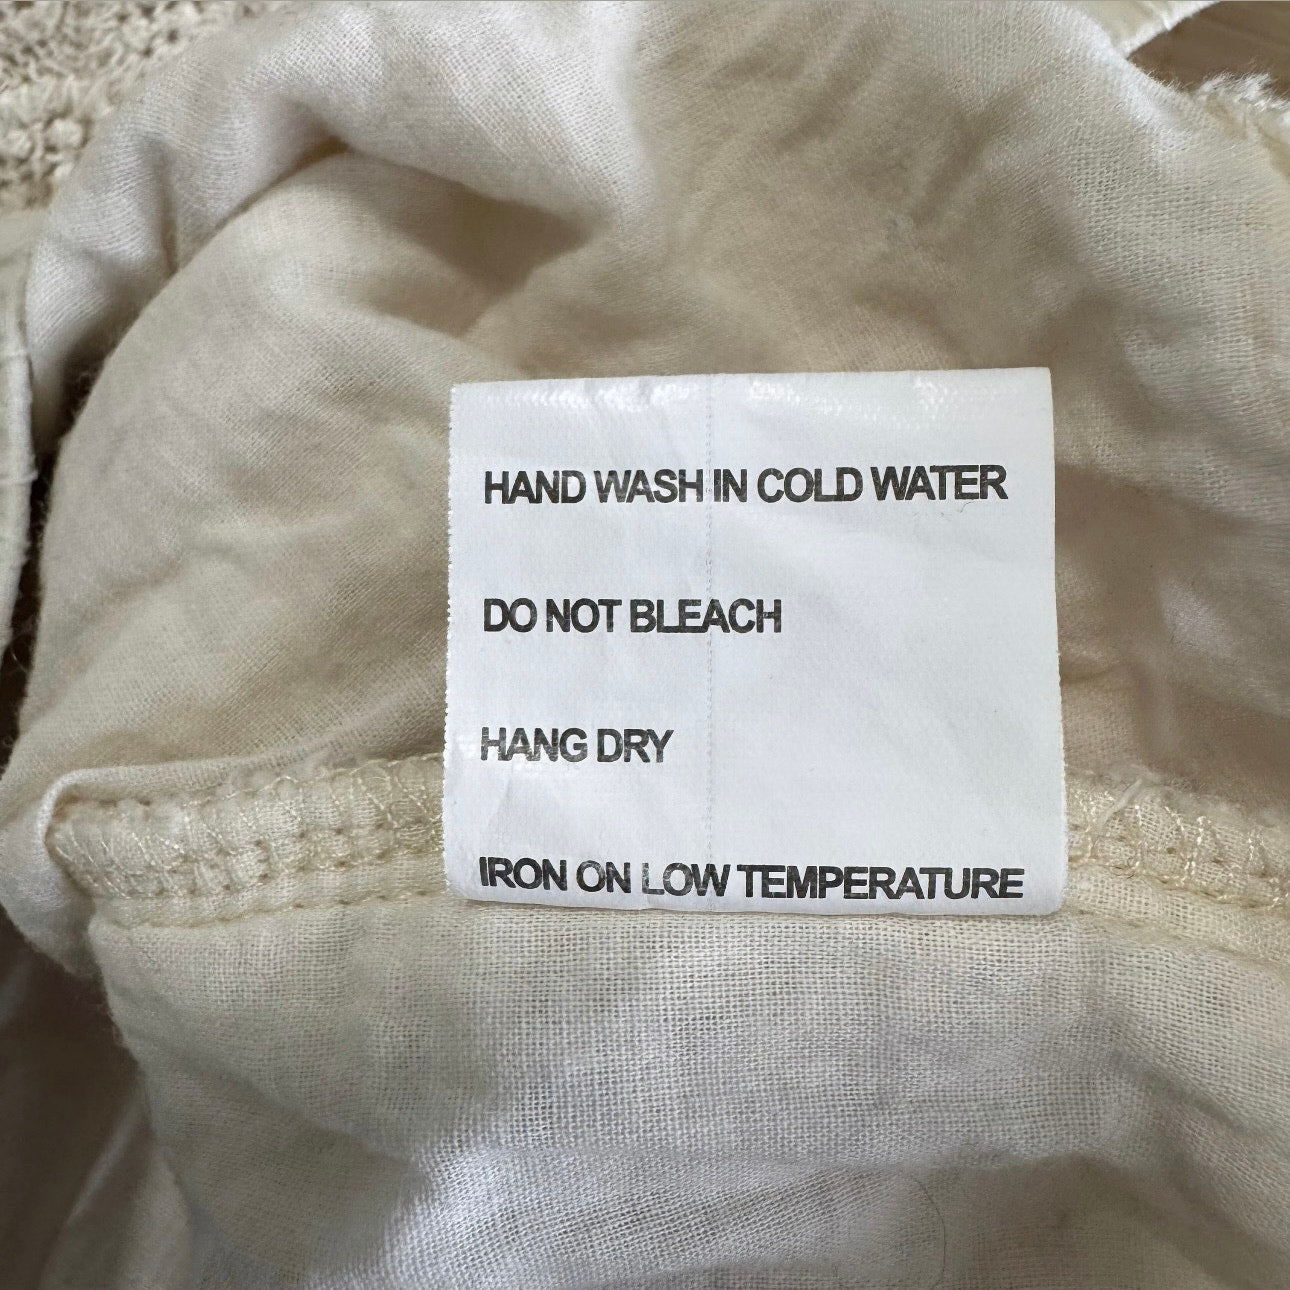 HAND WASH IN COLD WATER
DO NOT BLEACH
HANG DRY
IRON ON LOW TEMPERATURE